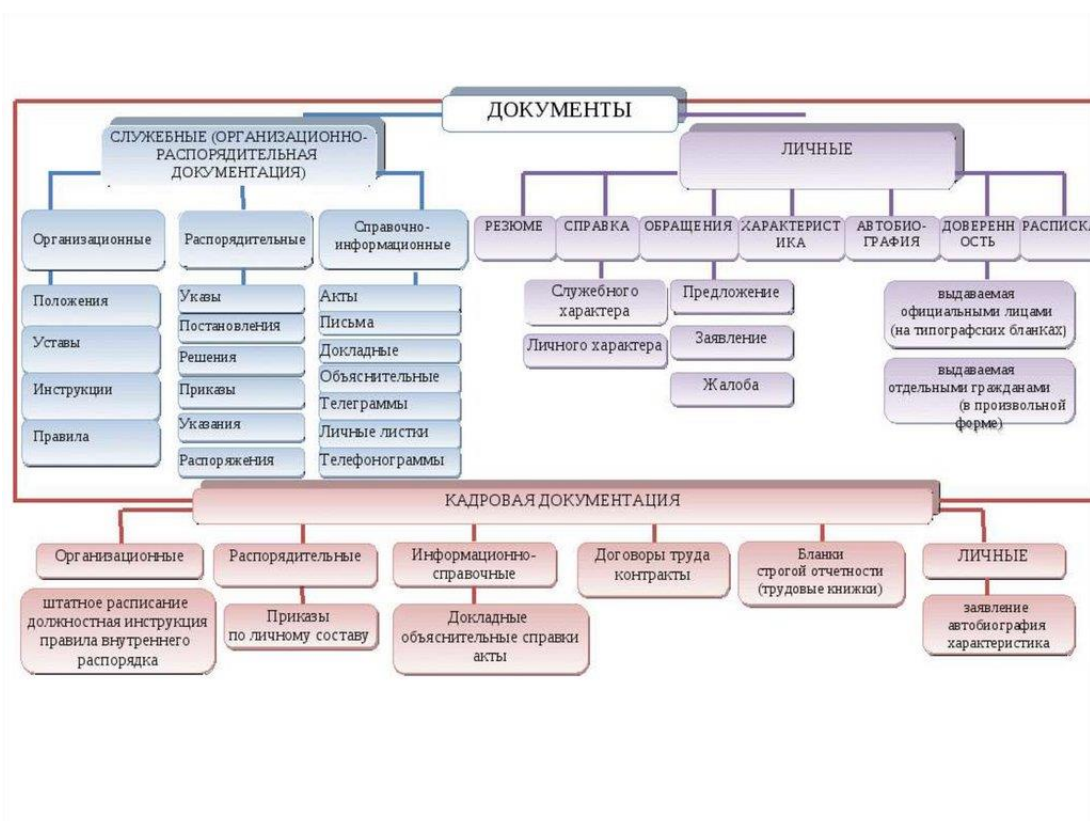 ДОКУМЕНТЫ
СЛУЖЕБНЫЕ (ОРГАНИЗАЦИОННО-
РАСПОРЯДИТЕЛЬНАЯ
ДОКУМЕНТАЦИЯ)
Организационные
Положения
Уставы
Инструкции
Правила
Распорядительные
Указы
Постановления
Решения
Приказы
Указания
Распоряжения
Справочно-
информационные
Акты
Письма
Докладные
Объяснительные
Телеграммы
Личные листки
Телефонограммы
ЛИЧНЫЕ
РЕЗЮМЕ
СПРАВКА
Служебного
характера
Личного характера
ОБРАЩЕНИЯ
Предложение
Заявление
Жалоба
ХАРАКТЕРИСТ
ИКА
АВТОБИО-
ГРАФИЯ
ДОВЕРЕНН
ОСТЬ
выдаваемая
официальными лицами
(на типографских бланках)
выдаваемая
отдельными гражданами
(в произвольной
форме)
РАСПИСКА
КАДРОВАЯ ДОКУМЕНТАЦИЯ
Организационные
штатное расписание
должностная инструкция
правила внутреннего
распорядка
Распорядительные
Приказы
по личному составу
Информационно-
справочные
Докладные
объяснительные справки
акты
Договоры труда
контракты
Бланки
строгой отчетности
(трудовые книжки)
ЛИЧНЫЕ
заявление
автобиография
характеристика